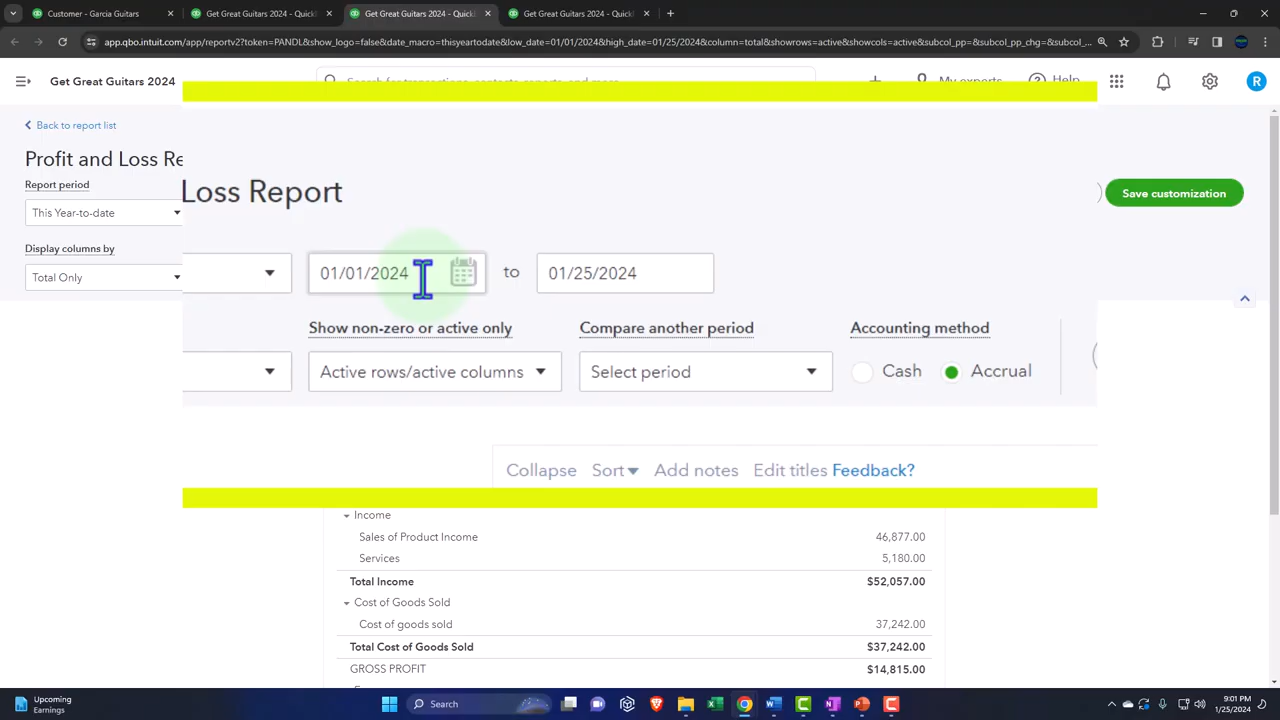 Customer - Garcia Guitars 2024
Get Great Guitars 2024 - Quickl
Get Great Guitars 2024 - Quickl
Get Great Guitars 2024 - Quickl
app.qbo.intuit.com/app/reportv2?token=PANDL&show_logo=false&date_macro=thisyeartodate&low_date=01/01/2024&high_date=01/25/2024&column=total&showrows=active&showcols=active&subcol_pp=&subcol_pp_chg=&subcol_...
Get Great Guitars 2024
My experts
Help
R
Back to report list
Profit and Loss Re
Loss Report
Save customization
Report period
This Year-to-date
01/01/2024 to 01/25/2024
Display columns by
Show non-zero or active only
Compare another period
Accounting method
Total Only
Active rows/active columns
Select period
Cash
Accrual
Collapse Sort Add notes Edit titles Feedback?
Income
Sales of Product Income 46,877.00
Services 5,180.00
Total Income $52,057.00
Cost of Goods Sold
Cost of goods sold 37,242.00
Total Cost of Goods Sold $37,242.00
GROSS PROFIT $14,815.00
Upcoming
Earnings
Search
9:01 PM
1/25/2024